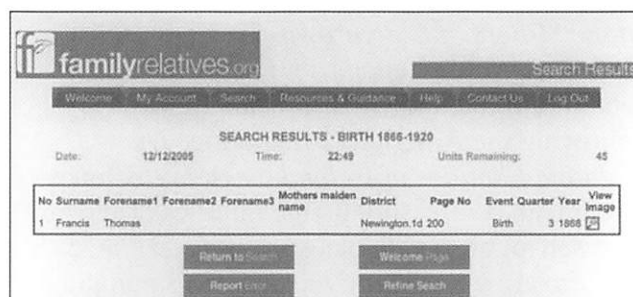 familyrelatives.org
Search Results
Welcome My Account Search Resources & Guidance Help Contact Us Log Out
SEARCH RESULTS - BIRTH 1866-1920
Date: 12/12/2005 Time: 22:49 Units Remaining: 45
No Surname Forename1 Forename2 Forename3 Mothers maiden name District Page No Event Quarter Year View Image
1 Francis Thomas Newington.1d 200 Birth 3 1868
Return to Search Welcome Page
Report Error Refine Seach